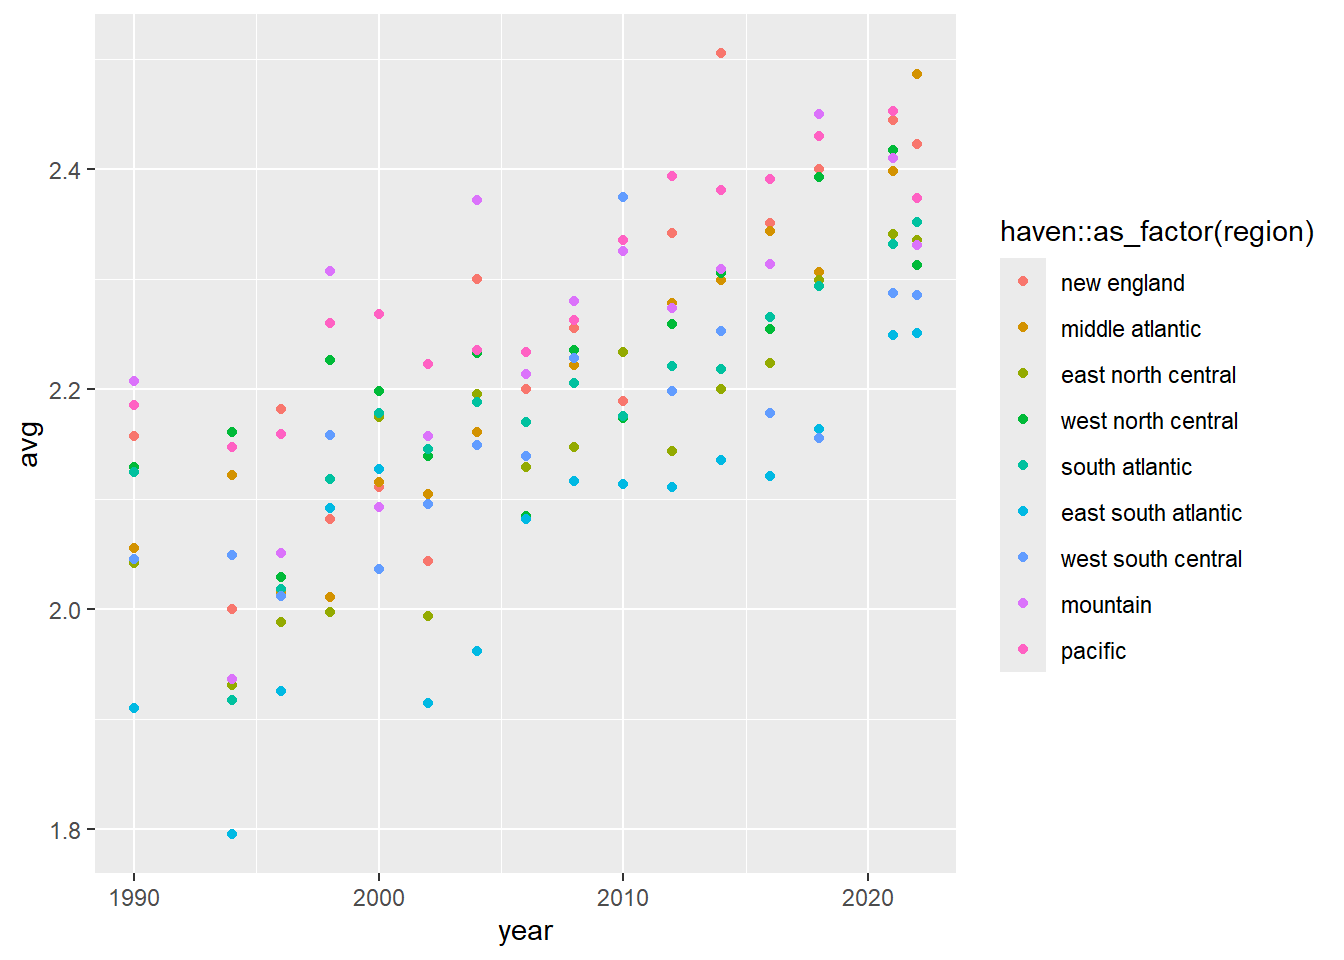 2.4
2.2
2.0
1.8
avg
1990
2000
2010
2020
year
haven::as_factor(region)
new england
middle atlantic
east north central
west north central
south atlantic
east south atlantic
west south central
mountain
pacific